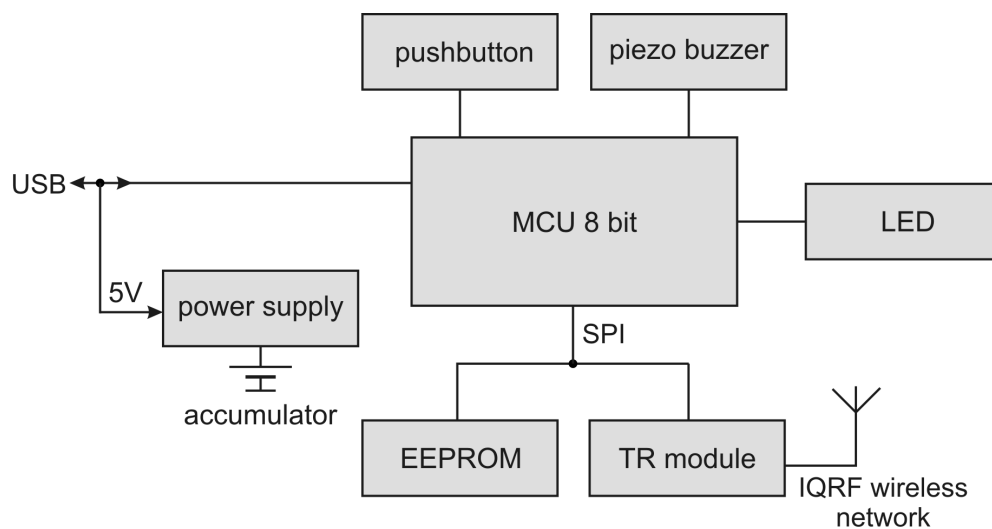 pushbutton
piezo buzzer
USB
MCU 8 bit
LED
5V
power supply
SPI
accumulator
EEPROM
TR module
IQRF wireless
network